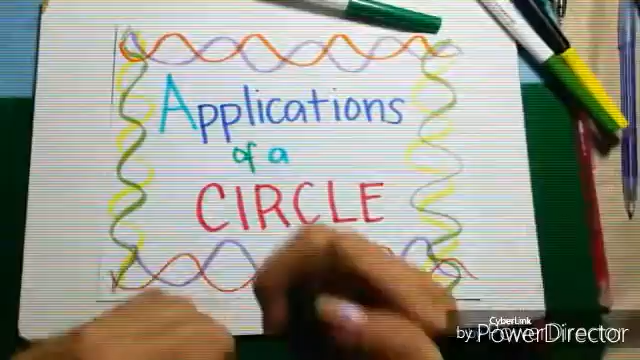 Applications
of a
CIRCLE
CyberLink
by PowerDirector